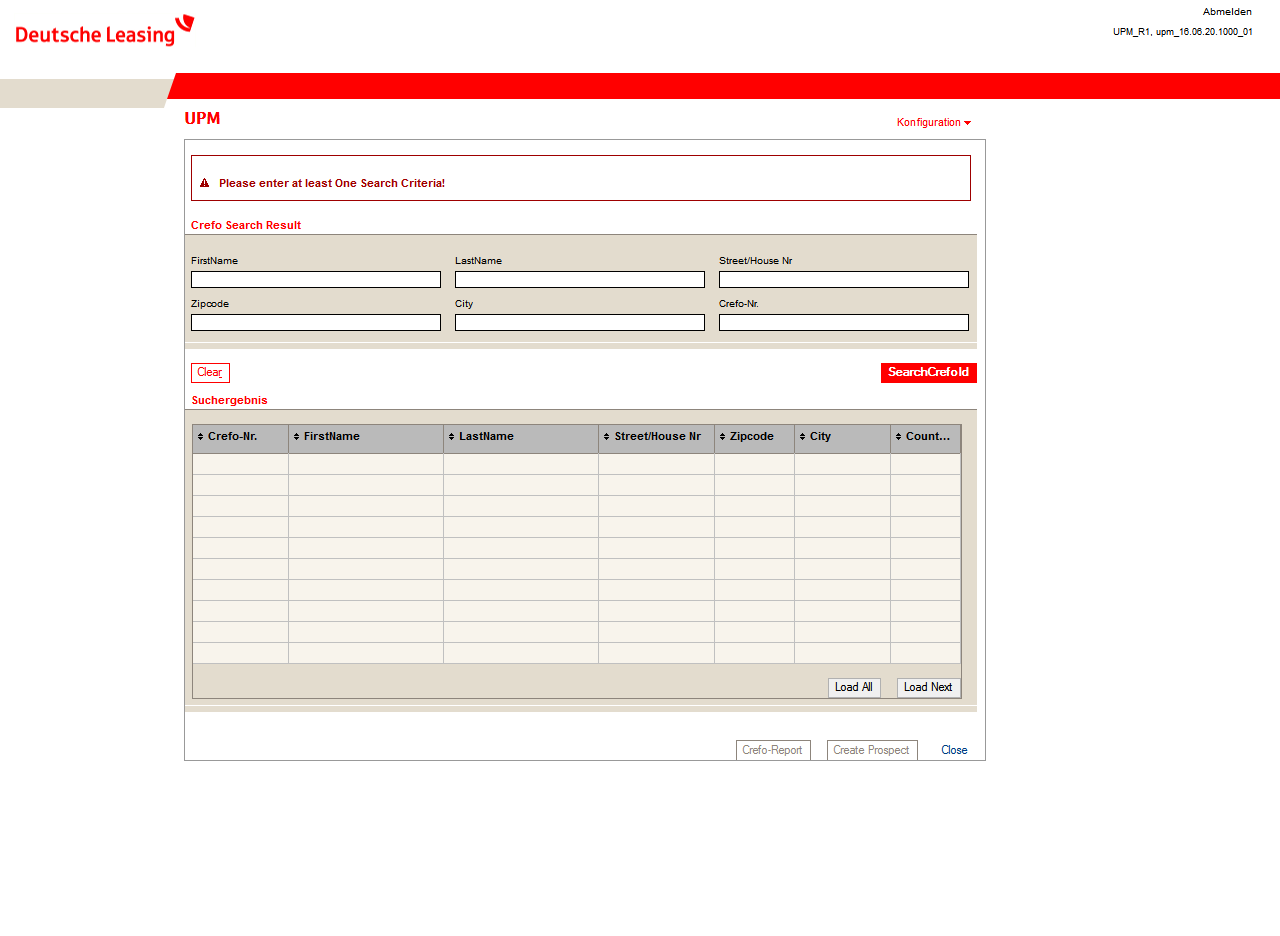 Deutsche Leasing
Abmelden
UPM_R1, upm_16.06.20.1000_01
UPM
Konfiguration
Please enter at least One Search Criteria!
Crefo Search Result
FirstName LastName Street/House Nr
Zipcode City Crefo-Nr.
Clear SearchCrefoId
Suchergebnis
Crefo-Nr. FirstName LastName Street/House Nr Zipcode City Count...
Load All Load Next
Crefo-Report Create Prospect Close